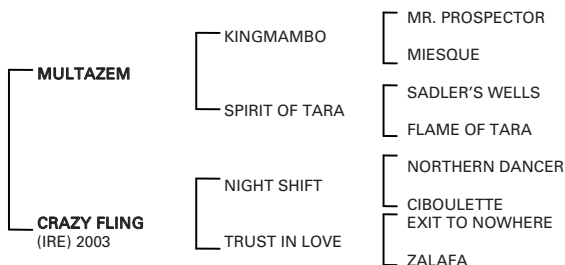 MR. PROSPECTOR
KINGMAMBO
MIESQUE
MULTAZEM
SADLER'S WELLS
SPIRIT OF TARA
FLAME OF TARA
NORTHERN DANCER
NIGHT SHIFT
CIBOULETTE
CRAZY FLING
(IRE) 2003
EXIT TO NOWHERE
TRUST IN LOVE
ZALAFA